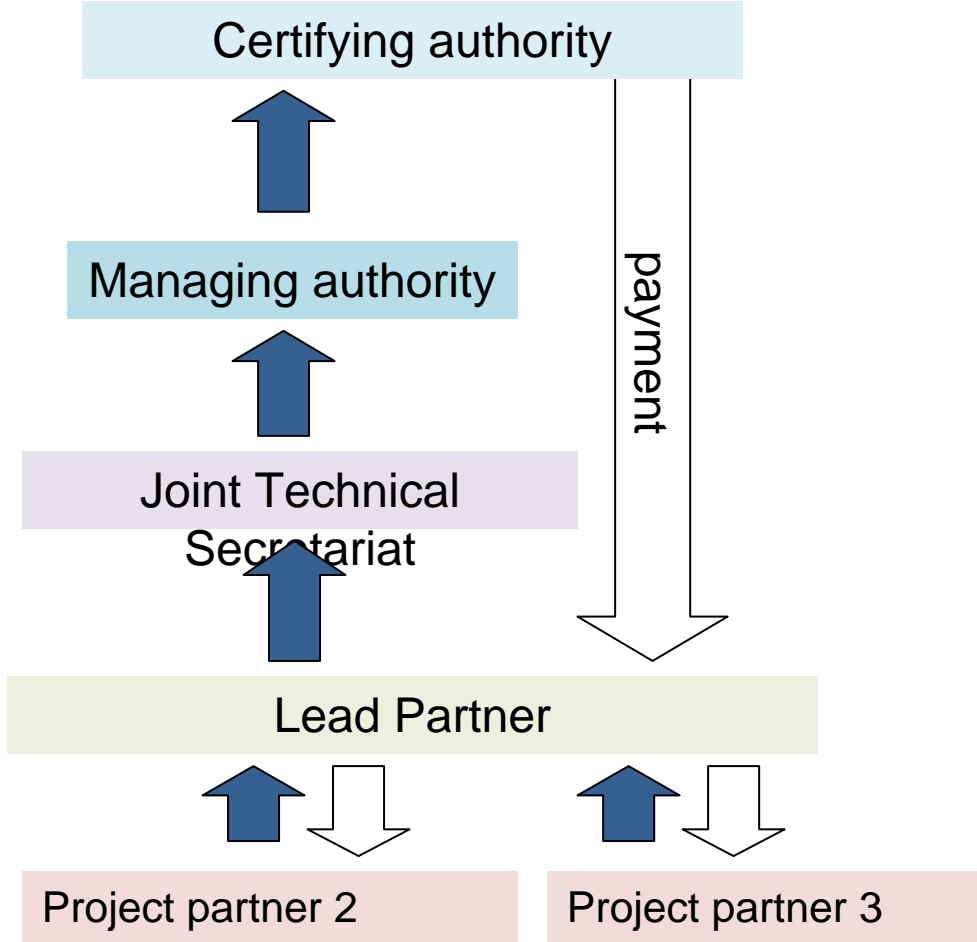 Certifying authority
Managing authority
payment
Joint Technical
Secretariat
Lead Partner
Project partner 2
Project partner 3